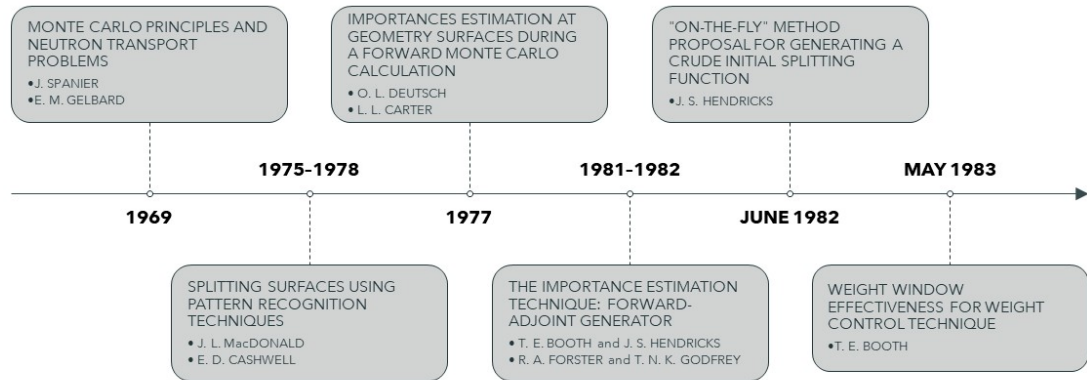 MONTE CARLO PRINCIPLES AND
NEUTRON TRANSPORT
PROBLEMS
•J. SPANIER
•E. M. GELBARD
IMPORTANCES ESTIMATION AT
GEOMETRY SURFACES DURING
A FORWARD MONTE CARLO
CALCULATION
• O. L. DEUTSCH
• L. L. CARTER
"ON-THE-FLY" METHOD
PROPOSAL FOR GENERATING A
CRUDE INITIAL SPLITTING
FUNCTION
•J. S. HENDRICKS
1975–1978
1981–1982
MAY 1983
1969
1977
JUNE 1982
SPLITTING SURFACES USING
PATTERN RECOGNITION
TECHNIQUES
• J. L. MacDONALD
• E. D. CASHWELL
THE IMPORTANCE ESTIMATION
TECHNIQUE: FORWARD-
ADJOINT GENERATOR
• T. E. BOOTH and J. S. HENDRICKS
• R. A. FORSTER and T. N. K. GODFREY
WEIGHT WINDOW
EFFECTIVENESS FOR WEIGHT
CONTROL TECHNIQUE
•T. E. BOOTH